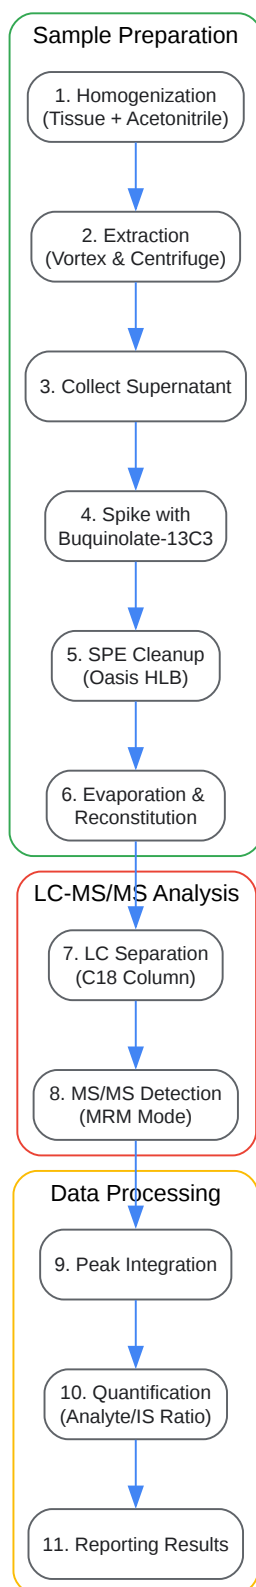 Sample Preparation
1. Homogenization
(Tissue + Acetonitrile)
2. Extraction
(Vortex & Centrifuge)
3. Collect Supernatant
4. Spike with
Buquinolate-13C3
5. SPE Cleanup
(Oasis HLB)
6. Evaporation &
Reconstitution
LC-MS/MS Analysis
7. LC Separation
(C18 Column)
8. MS/MS Detection
(MRM Mode)
Data Processing
9. Peak Integration
10. Quantification
(Analyte/IS Ratio)
11. Reporting Results